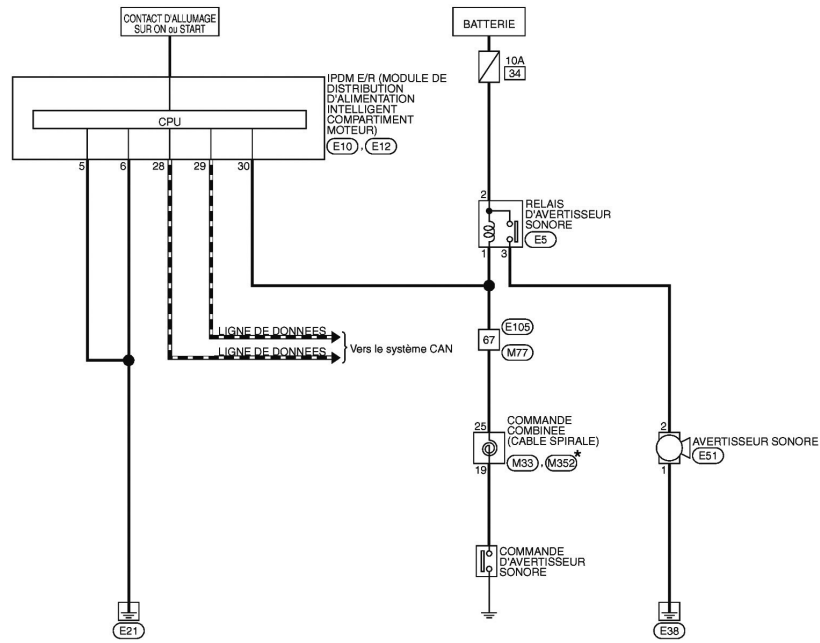 CONTACT D'ALLUMAGE
SUR ON ou START
BATTERIE
10A
34
IPDM E/R (MODULE DE
DISTRIBUTION
D'ALIMENTATION
INTELLIGENT
COMPARTIMENT
MOTEUR)
E10 , E12
CPU
5
6
28
29
30
2
RELAIS
D'AVERTISSEUR
SONORE
E5
1
3
LIGNE DE DONNEES
LIGNE DE DONNEES
Vers le système CAN
67
E105
M77
25
COMMANDE
COMBINEE
(CABLE SPIRALE)
M33 , M352 *
19
2
AVERTISSEUR SONORE
E51
1
COMMANDE
D'AVERTISSEUR
SONORE
E21
E38